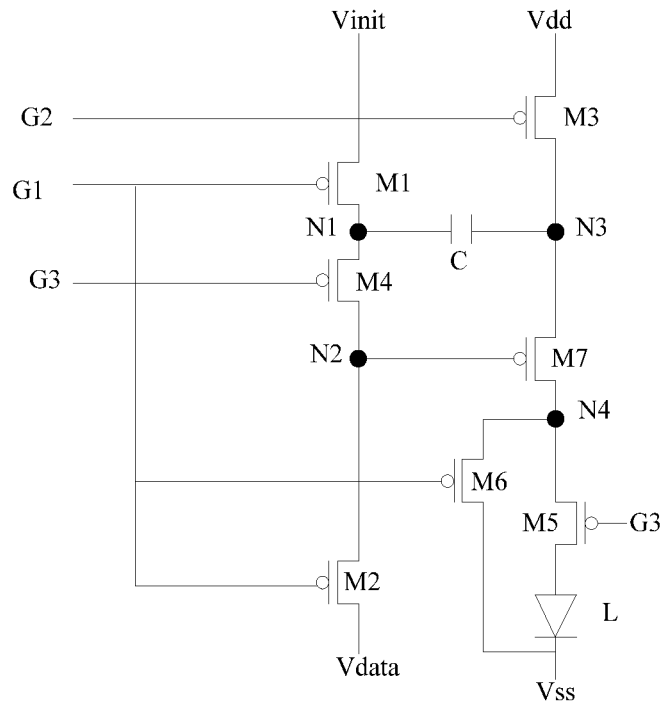 Vinit Vdd
G2 M3
G1 M1
N1 N3
C
G3 M4
N2 M7
N4
M6
M5 G3
M2
L
Vdata
Vss